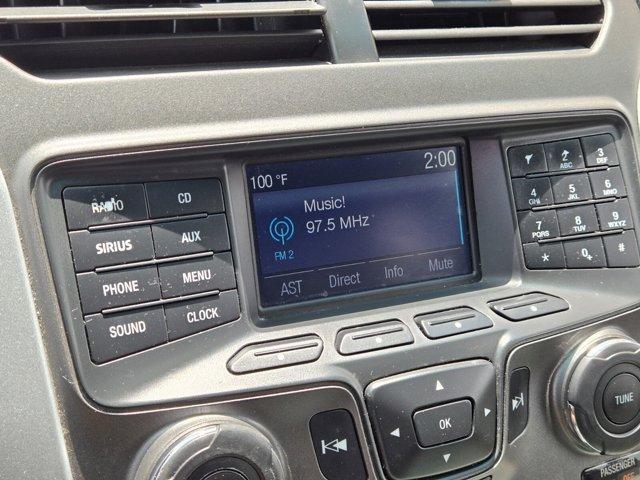 100 °F 2:00
Music!
97.5 MHz
FM 2
AST Direct Info Mute
RADIO CD
SIRIUS AUX
PHONE MENU
SOUND CLOCK
2 ABC 3 DEF
4 GHI 5 JKL 6 MNO
7 PQRS 8 TUV 9 WXYZ
* 0+ #
OK
TUNE
PASSENGER
OFF